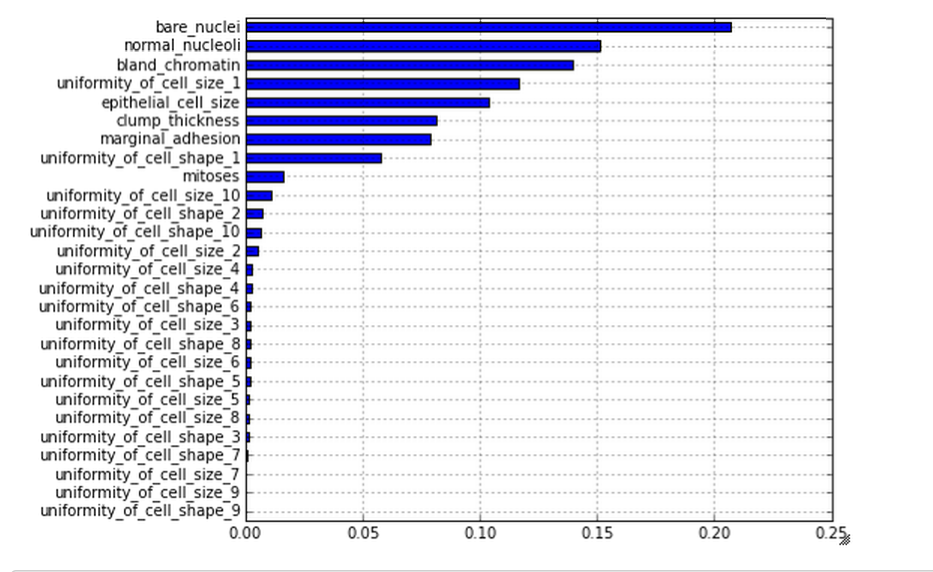 bare_nuclei
normal_nucleoli
bland_chromatin
uniformity_of_cell_size_1
epithelial_cell_size
clump_thickness
marginal_adhesion
uniformity_of_cell_shape_1
mitoses
uniformity_of_cell_size_10
uniformity_of_cell_shape_2
uniformity_of_cell_shape_10
uniformity_of_cell_size_2
uniformity_of_cell_size_4
uniformity_of_cell_shape_4
uniformity_of_cell_shape_6
uniformity_of_cell_size_3
uniformity_of_cell_shape_8
uniformity_of_cell_size_6
uniformity_of_cell_shape_5
uniformity_of_cell_size_5
uniformity_of_cell_size_8
uniformity_of_cell_shape_3
uniformity_of_cell_shape_7
uniformity_of_cell_size_7
uniformity_of_cell_size_9
uniformity_of_cell_shape_9
0.00 0.05 0.10 0.15 0.20 0.25